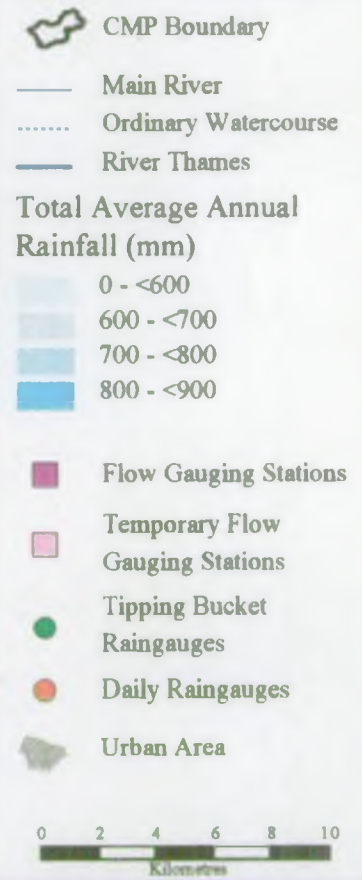 CMP Boundary
Main River
Ordinary Watercourse
River Thames
Total Average Annual
Rainfall (mm)
0 - <600
600 - <700
700 - <800
800 - <900
Flow Gauging Stations
Temporary Flow
Gauging Stations
Tipping Bucket
Raingauges
Daily Raingauges
Urban Area
0 2 4 6 8 10
Kilometres